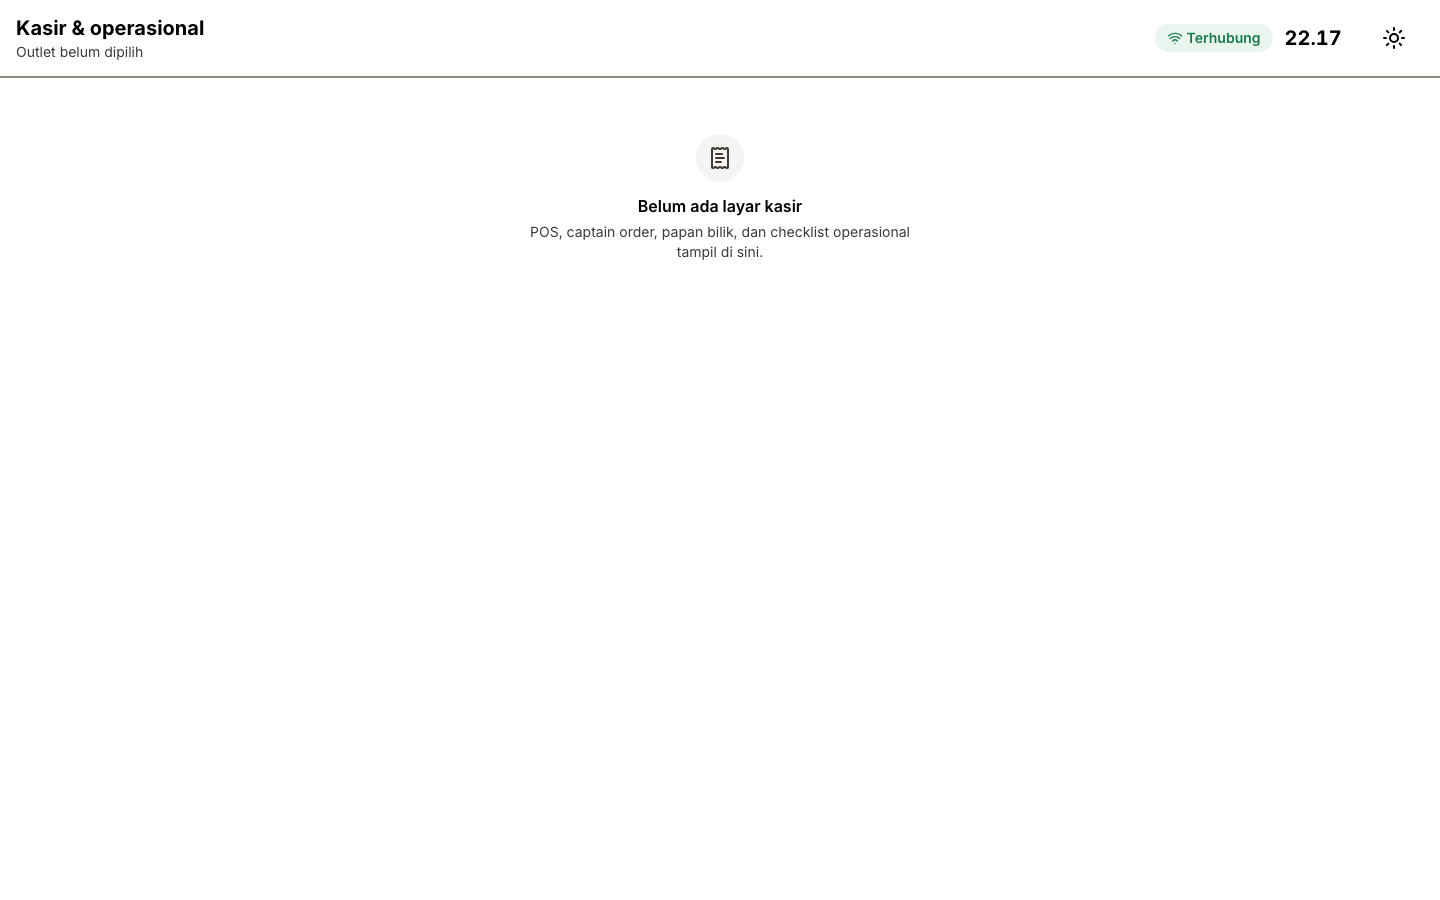 Kasir & operasional
Outlet belum dipilih
Terhubung
22.17
Belum ada layar kasir
POS, captain order, papan bilik, dan checklist operasional
tampil di sini.